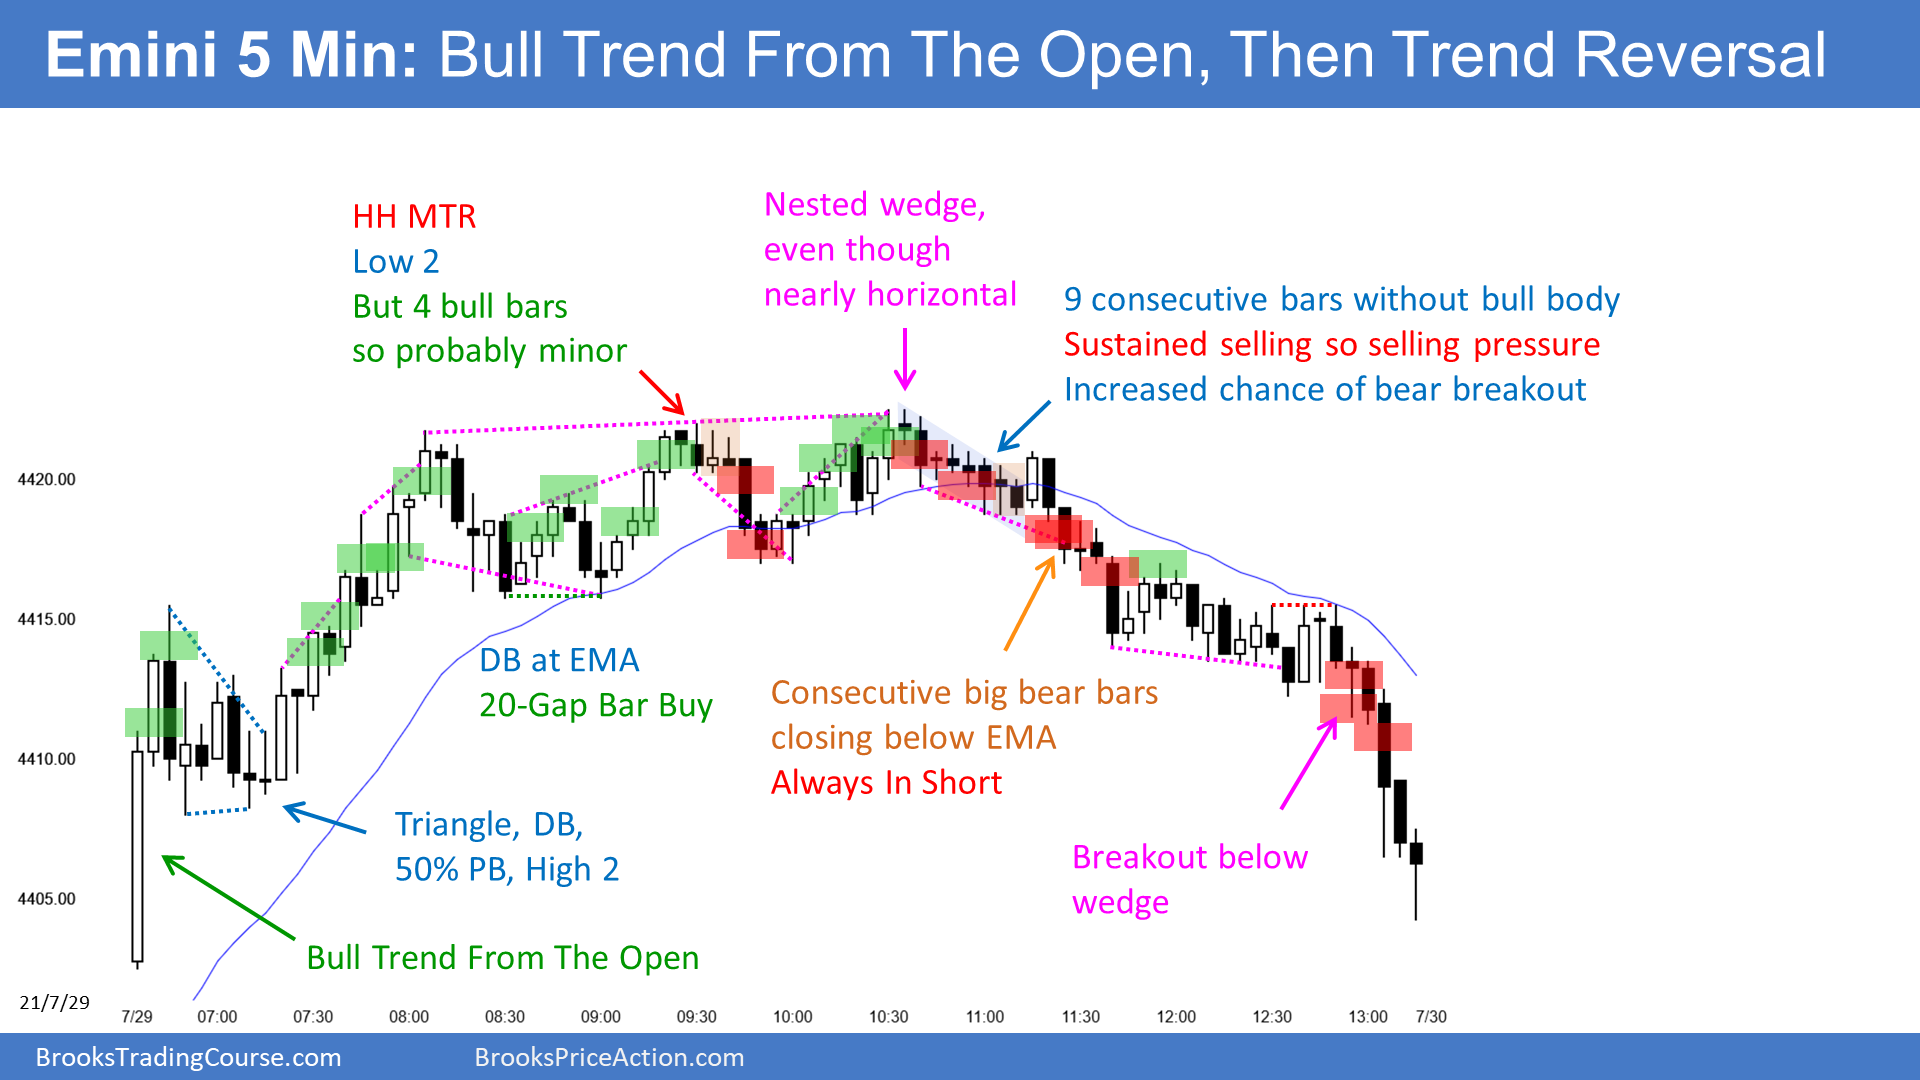 Emini 5 Min: Bull Trend From The Open, Then Trend Reversal
HH MTR
Low 2
But 4 bull bars
so probably minor
Nested wedge,
even though
nearly horizontal
9 consecutive bars without bull body
Sustained selling so selling pressure
Increased chance of bear breakout
4420.00
4415.00
4410.00
4405.00
DB at EMA
20-Gap Bar Buy
Consecutive big bear bars
closing below EMA
Always In Short
Triangle, DB,
50% PB, High 2
Breakout below
wedge
Bull Trend From The Open
21/7/29
7/29 07:00 07:30 08:00 08:30 09:00 09:30 10:00 10:30 11:00 11:30 12:00 12:30 13:00 7/30
BrooksTradingCourse.com BrooksPriceAction.com